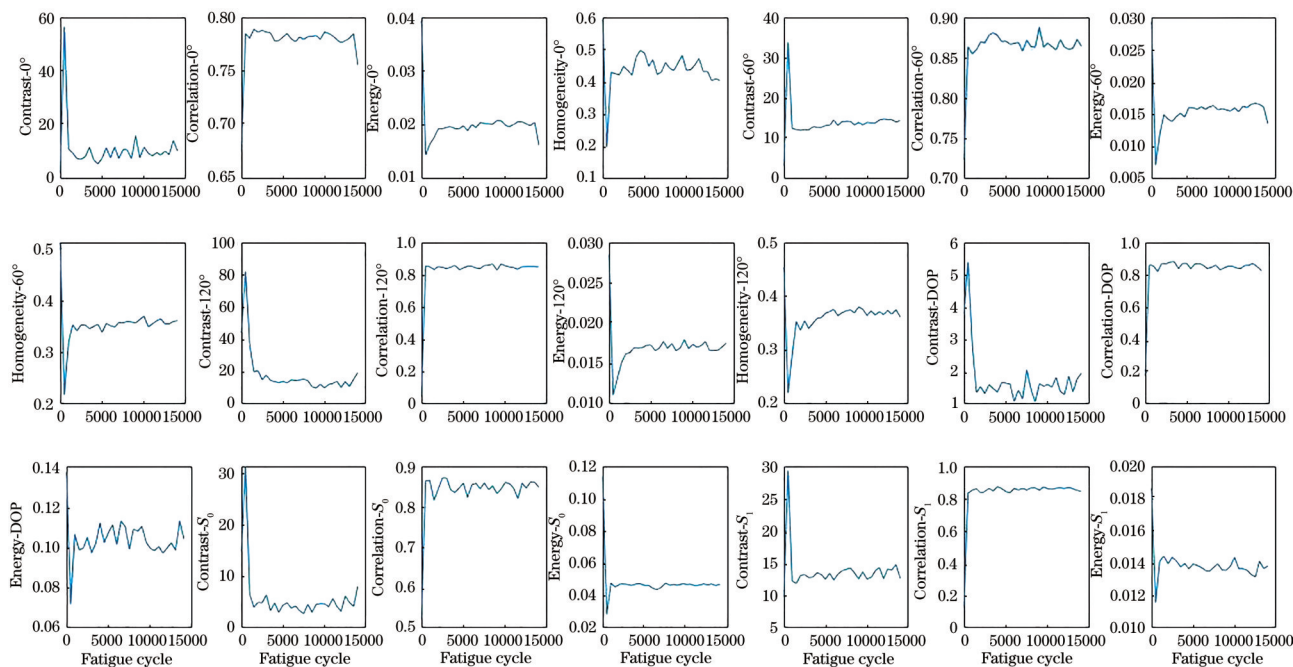 Contrast-0°
60
40
20
0
0 5000 10000 15000
Correlation-0°
0.80
0.75
0.70
0.65
0 5000 10000 15000
Energy-0°
0.04
0.03
0.02
0.01
0 5000 10000 15000
Homogeneity-0°
0.6
0.5
0.4
0.3
0.2
0.1
0 5000 10000 15000
Contrast-60°
40
30
20
10
0
0 5000 10000 15000
Correlation-60°
0.90
0.85
0.80
0.75
0.70
0 5000 10000 15000
Energy-60°
0.030
0.025
0.020
0.015
0.010
0.005
0 5000 10000 15000
Homogeneity-60°
0.5
0.4
0.3
0.2
0 5000 10000 15000
Contrast-120°
100
80
60
40
20
0
0 5000 10000 15000
Correlation-120°
1.0
0.8
0.6
0.4
0.2
0
0 5000 10000 15000
Energy-120°
0.030
0.025
0.017
0.010
0 5000 10000 15000
Homogeneity-120°
0.5
0.4
0.3
0.2
0 5000 10000 15000
Contrast-DOP
6
5
4
3
2
1
0 5000 10000 15000
Correlation-DOP
1.0
0.8
0.6
0.4
0.2
0
0 5000 10000 15000
Energy-DOP
0.14
0.12
0.10
0.08
0.06
0 5000 10000 15000
Fatigue cycle
Contrast-S₀
30
20
10
0
0 5000 10000 15000
Fatigue cycle
Correlation-S₀
0.9
0.8
0.7
0.6
0.5
0 5000 10000 15000
Fatigue cycle
Energy-S₀
0.12
0.10
0.08
0.06
0.04
0.02
0 5000 10000 15000
Fatigue cycle
Contrast-S₁
30
25
20
15
10
5
0 5000 10000 15000
Fatigue cycle
Correlation-S₁
1.0
0.8
0.6
0.4
0.2
0
0 5000 10000 15000
Fatigue cycle
Energy-S₁
0.020
0.018
0.016
0.014
0.012
0.010
0 5000 10000 15000
Fatigue cycle